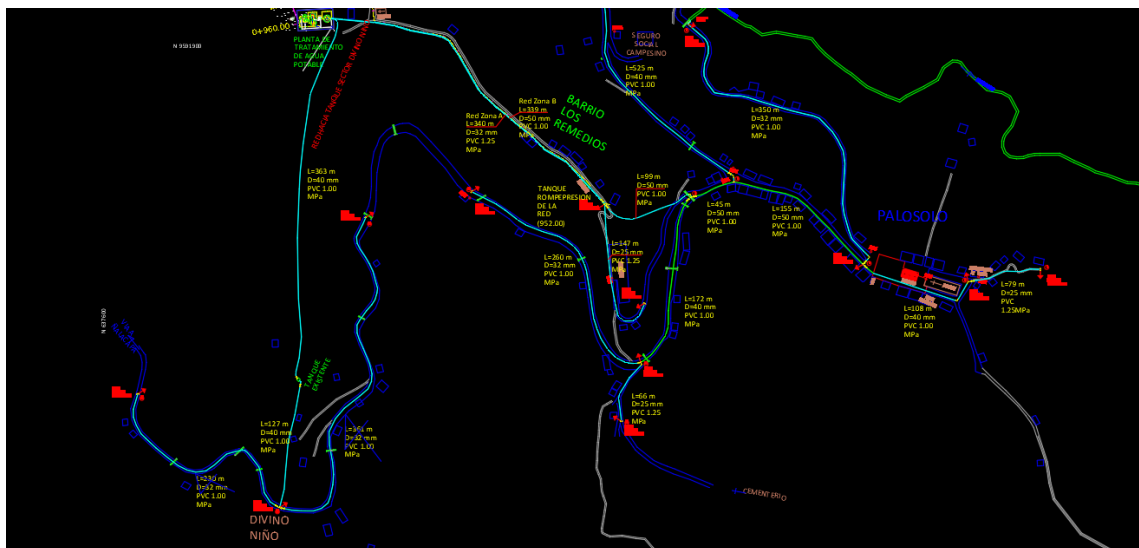 D+960.00
N 9501900
PLANTA DE
TRATAMIENTO
DE AGUA
POTABLE
SEGURO
SOCIAL
CAMPESINO
L=525 m
D=40 mm
PVC 1.00
MPa
L=350 m
D=32 mm
PVC 1.00
MPa
Red Zona B
L=339 m
D=50 mm
PVC 1.00
MPa
Red Zona A
L=340 m
D=32 mm
PVC 1.25
MPa
BARRIO
LOS
REMEDIOS
L=363 m
D=40 mm
PVC 1.00
MPa
TANQUE
ROMPEPRESION
DE LA
RED
(952.00)
L=99 m
D=50 mm
PVC 1.00
MPa
L=45 m
D=50 mm
PVC 1.00
MPa
L=155 m
D=50 mm
PVC 1.00
MPa
PALOSOLO
L=147 m
D=25 mm
PVC 1.25
MPa
L=260 m
D=32 mm
PVC 1.00
MPa
L=172 m
D=40 mm
PVC 1.00
MPa
L=108 m
D=40 mm
PVC 1.00
MPa
L=79 m
D=25 mm
PVC
1.25MPa
N 637600
TANQUE
EXISTENTE
L=66 m
D=25 mm
PVC 1.25
MPa
L=127 m
D=40 mm
PVC 1.00
MPa
D=32 mm
PVC 1.00
MPa
L=230 m
D=32 mm
PVC 1.00
MPa
CEMENTERIO
DIVINO
NIÑO